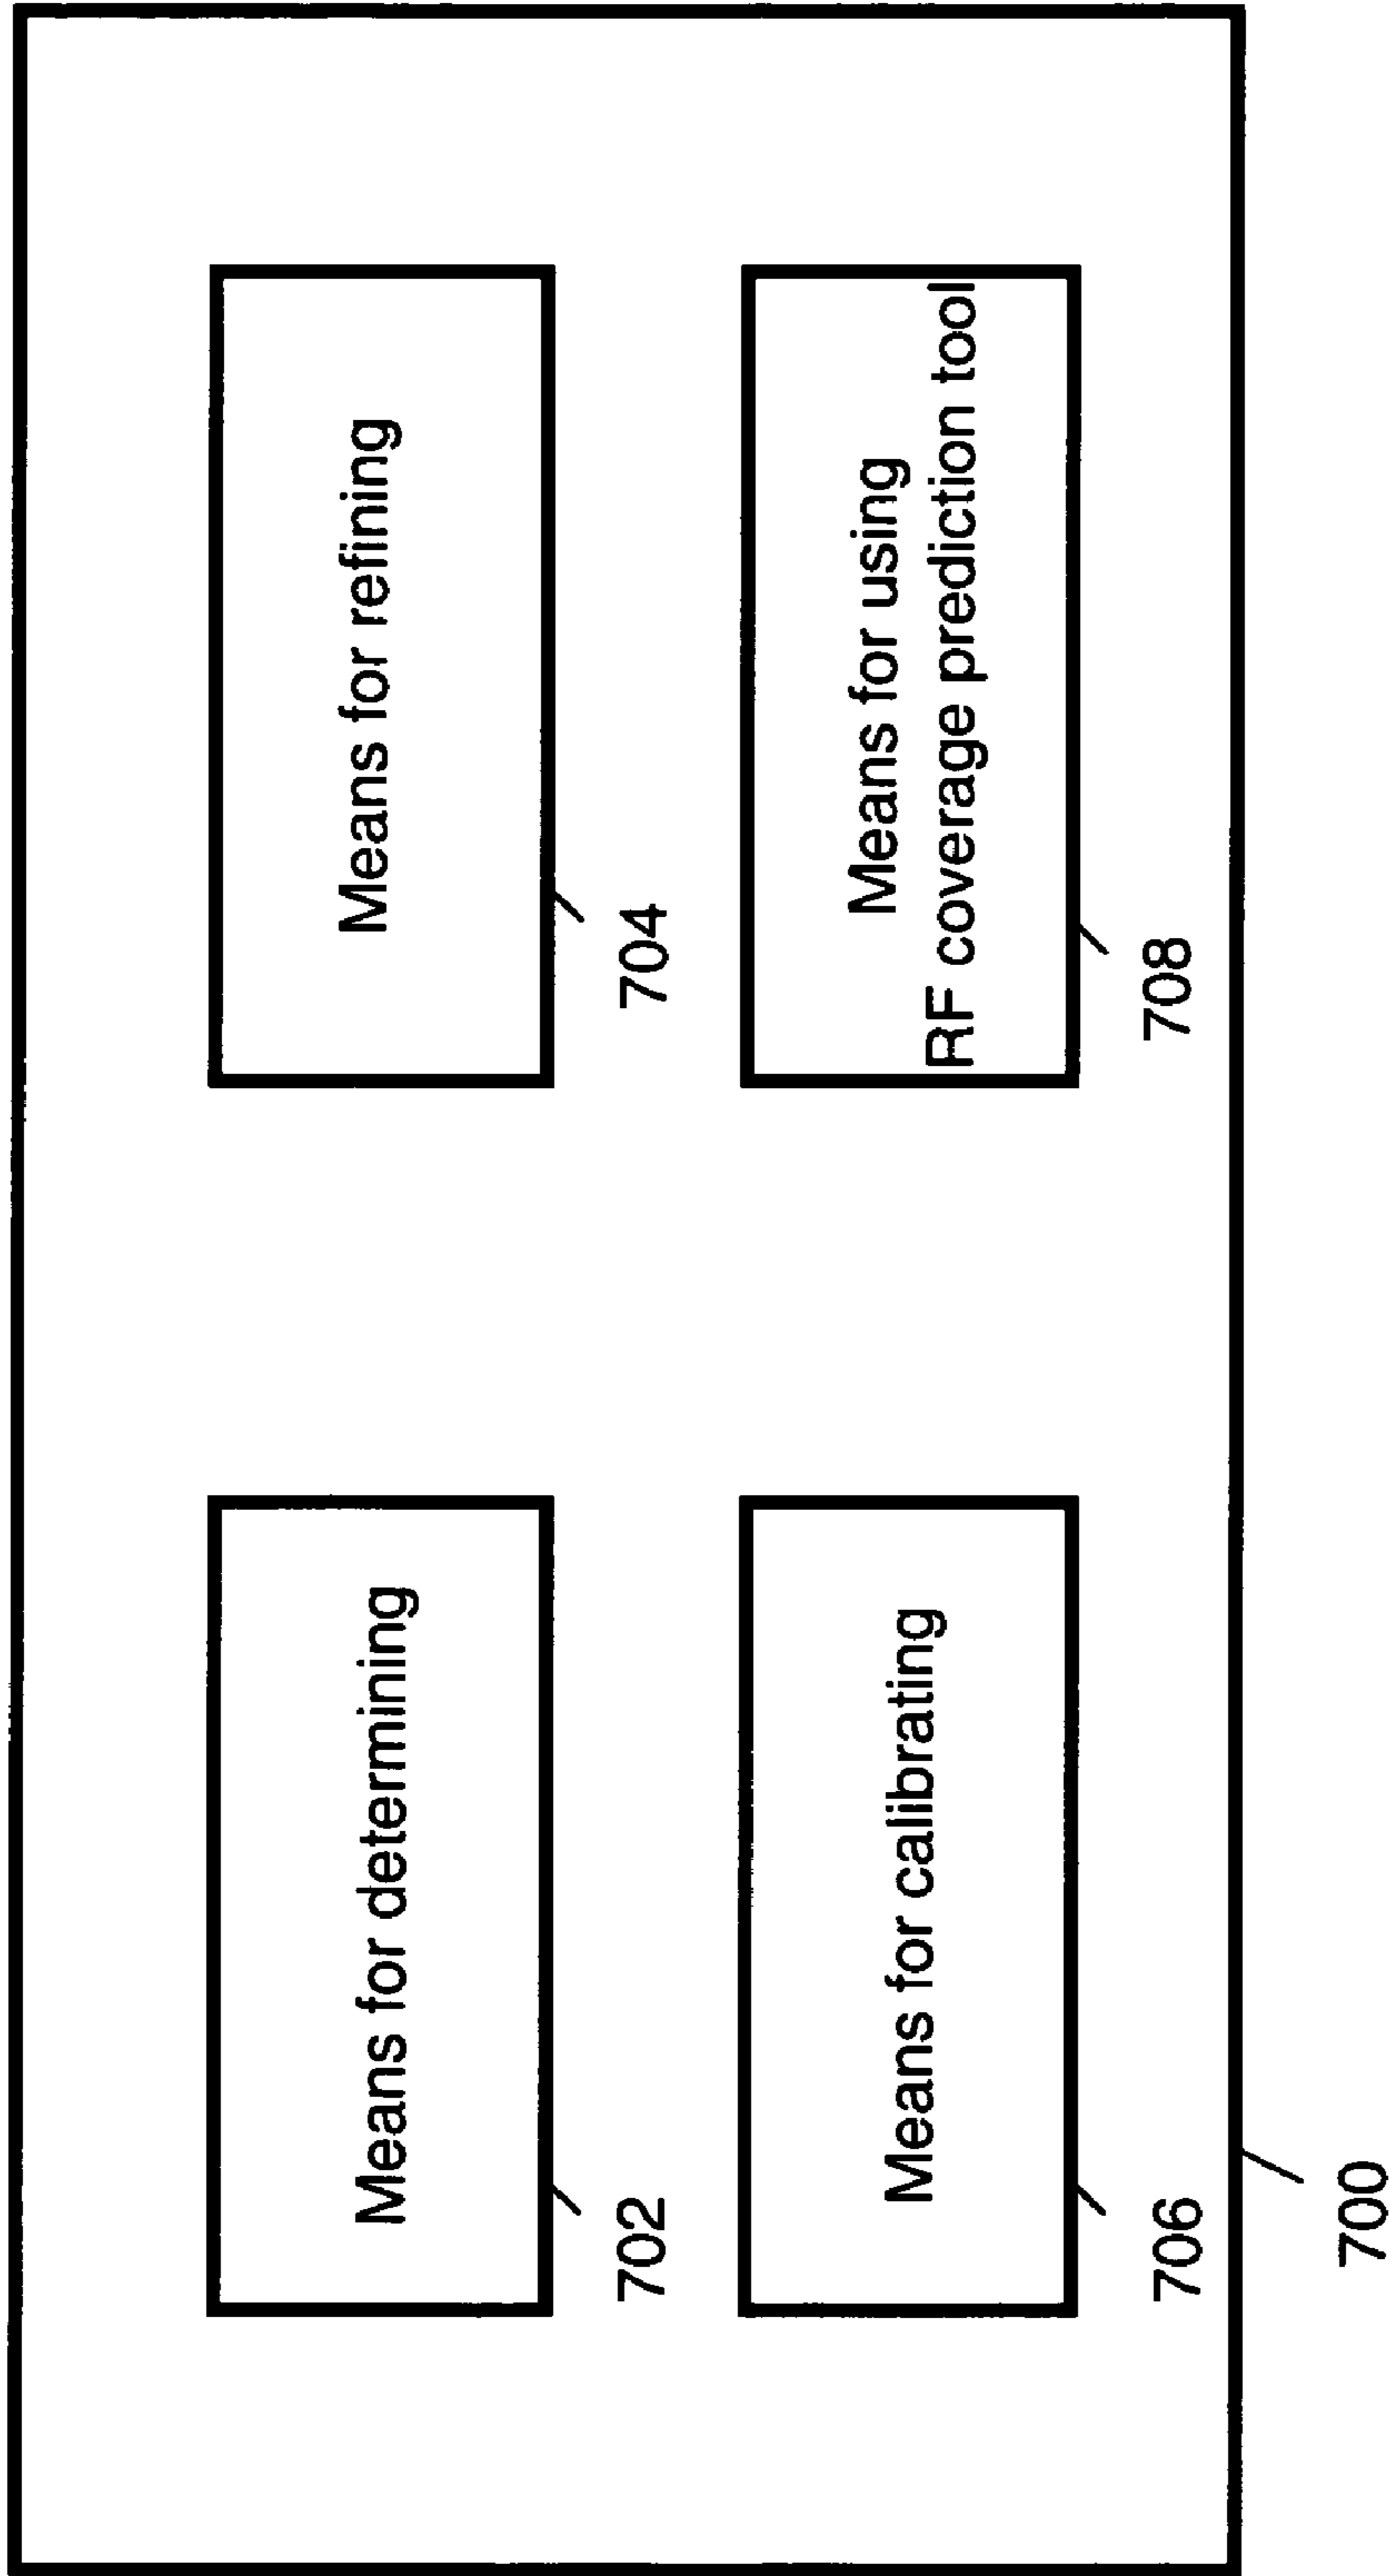 Means for determining
702
Means for refining
704
Means for calibrating
706
Means for using
RF coverage prediction tool
708
700